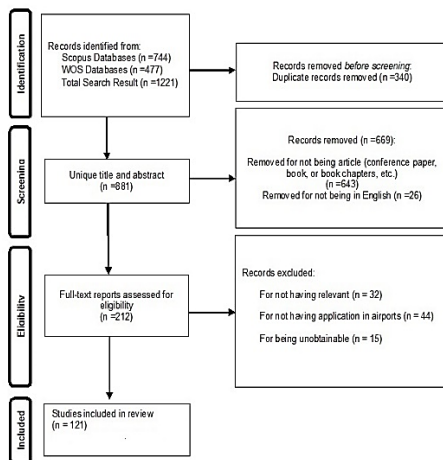 Identification
Records identified from:
Scopus Databases (n =744)
WOS Databases (n =477)
Total Search Result (n =1221)
Records removed before screening:
Duplicate records removed (n =340)
Screening
Unique title and abstract
(n =881)
Records removed (n =669):
Removed for not being article (conference paper,
book, or book chapters, etc.)
(n =643)
Removed for not being in English (n =26)
Eligibility
Full-text reports assessed for
eligibility
(n =212)
Records excluded:
For not having relevant (n = 32)
For not having application in airports (n = 44)
For being unobtainable (n = 15)
Included
Studies included in review
(n = 121)